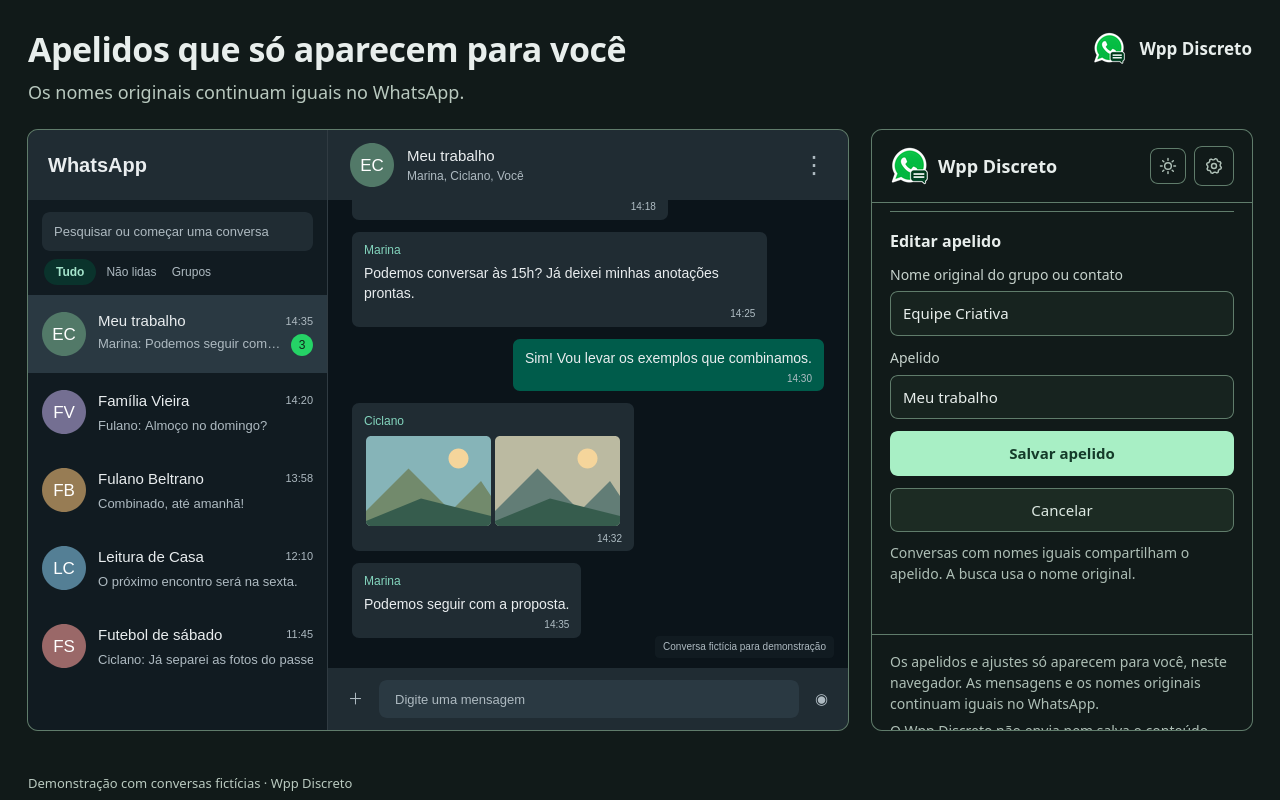 Apelidos que só aparecem para você
Os nomes originais continuam iguais no WhatsApp.
Wpp Discreto
WhatsApp
Pesquisar ou começar uma conversa
Tudo
Não lidas
Grupos
EC
Meu trabalho
14:35
Marina: Podemos seguir com…
3
FV
Família Vieira
14:20
Fulano: Almoço no domingo?
FB
Fulano Beltrano
13:58
Combinado, até amanhã!
LC
Leitura de Casa
12:10
O próximo encontro será na sexta.
FS
Futebol de sábado
11:45
Ciclano: Já separei as fotos do passe
EC
Meu trabalho
Marina, Ciclano, Você
14:18
Marina
Podemos conversar às 15h? Já deixei minhas anotações
prontas.
14:25
Sim! Vou levar os exemplos que combinamos.
14:30
Ciclano
14:32
Marina
Podemos seguir com a proposta.
14:35
Conversa fictícia para demonstração
Digite uma mensagem
Wpp Discreto
Editar apelido
Nome original do grupo ou contato
Equipe Criativa
Apelido
Meu trabalho
Salvar apelido
Cancelar
Conversas com nomes iguais compartilham o
apelido. A busca usa o nome original.
Os apelidos e ajustes só aparecem para você, neste
navegador. As mensagens e os nomes originais
continuam iguais no WhatsApp.
O Wpp Discreto não envia nem salva o conteúdo
Demonstração com conversas fictícias · Wpp Discreto